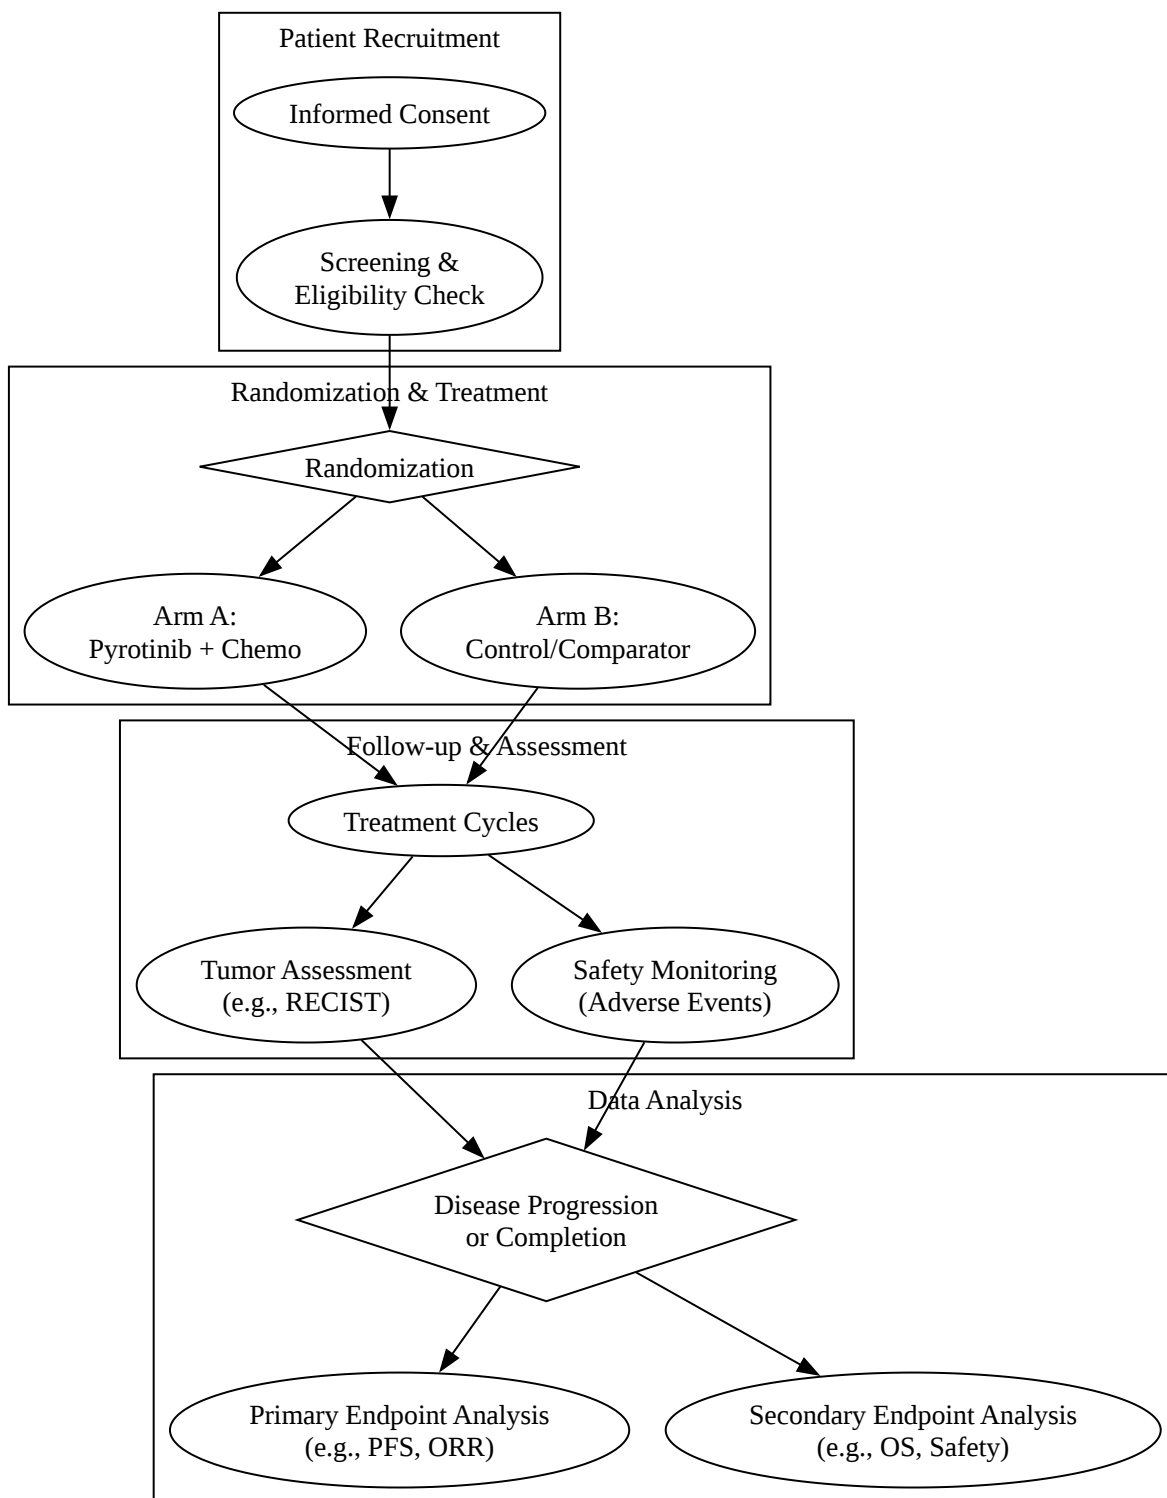 Patient Recruitment
Informed Consent
Screening &
Eligibility Check
Randomization & Treatment
Randomization
Arm A:
Pyrotinib + Chemo
Arm B:
Control/Comparator
Follow-up & Assessment
Treatment Cycles
Tumor Assessment
(e.g., RECIST)
Safety Monitoring
(Adverse Events)
Data Analysis
Disease Progression
or Completion
Primary Endpoint Analysis
(e.g., PFS, ORR)
Secondary Endpoint Analysis
(e.g., OS, Safety)